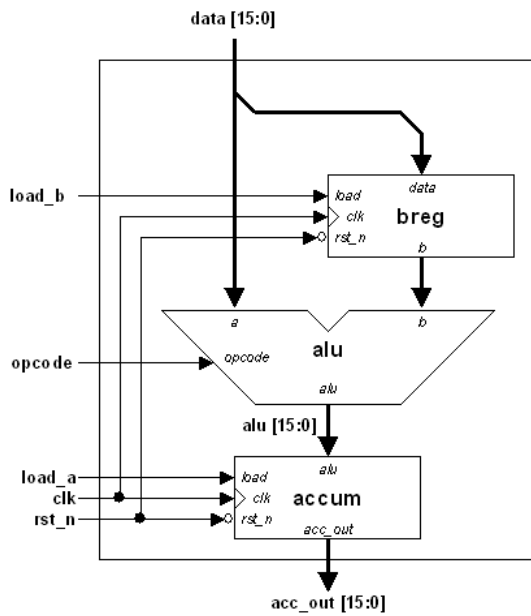 data [15:0]
load_b
load
data
clk
breg
rst_n
b
a
b
opcode
opcode
alu
alu
alu [15:0]
load_a
load
alu
clk
clk
accum
rst_n
rst_n
acc_out
acc_out [15:0]